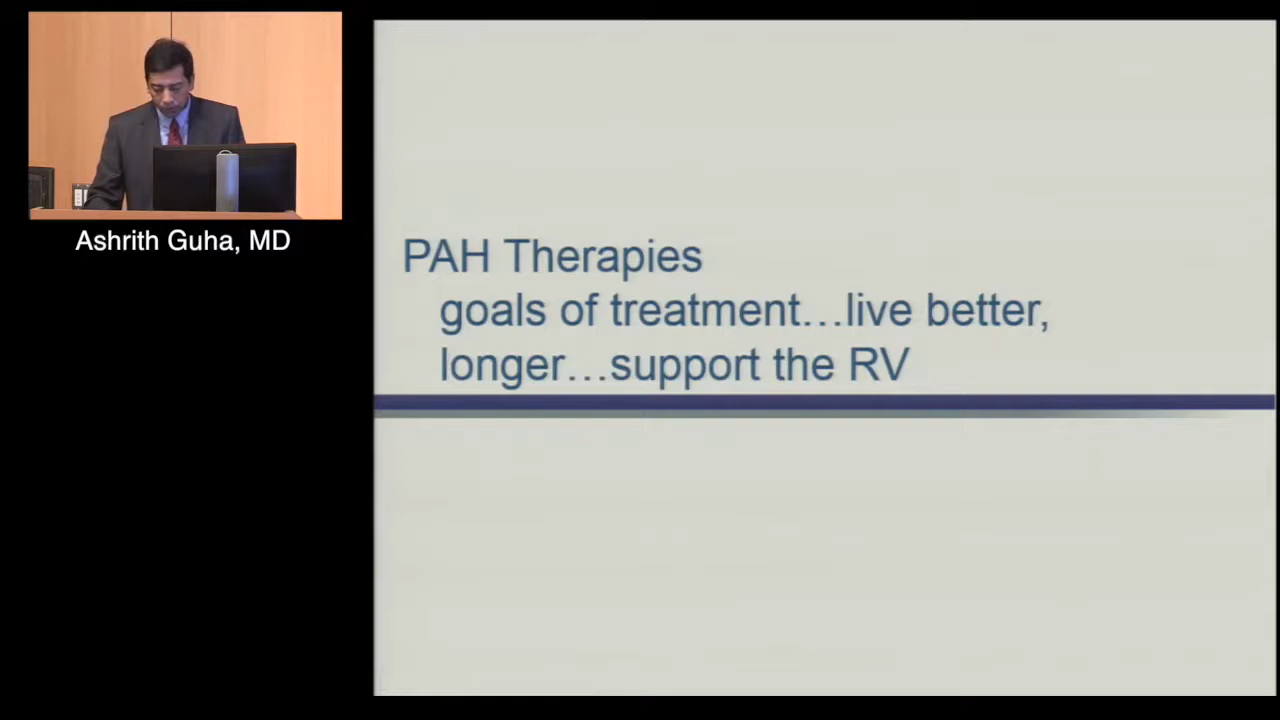 Ashrith Guha, MD
PAH Therapies
goals of treatment…live better,
longer…support the RV